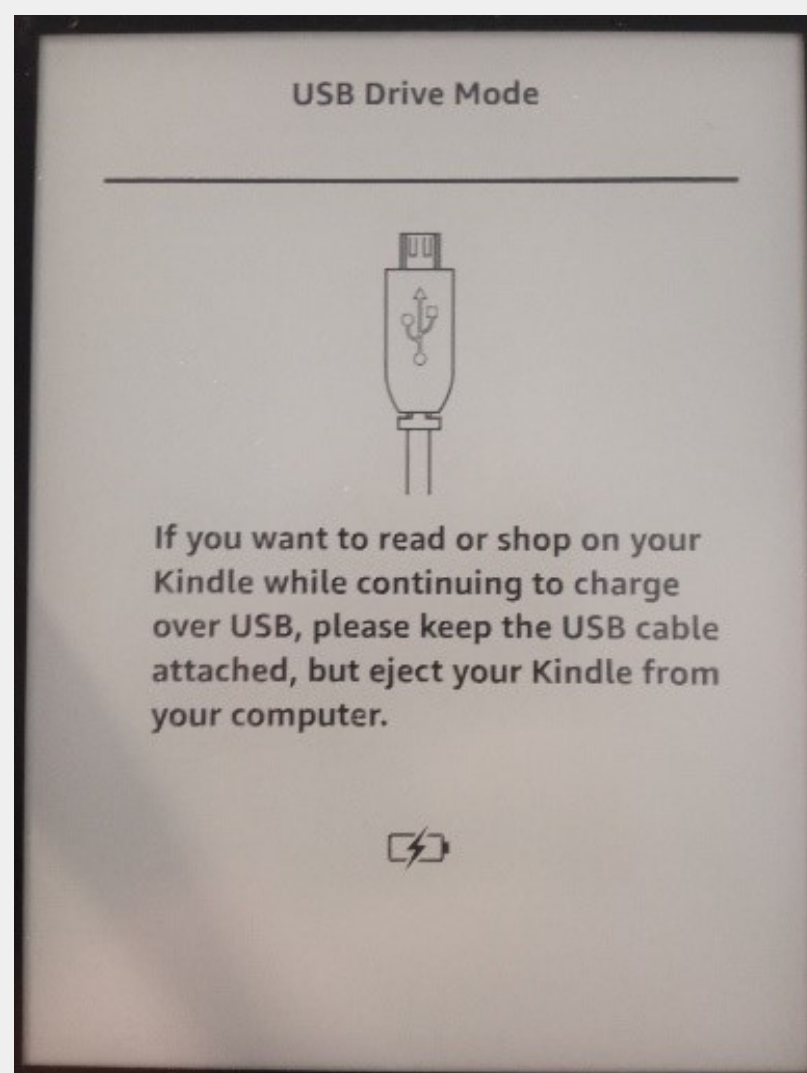 USB Drive Mode
If you want to read or shop on your
Kindle while continuing to charge
over USB, please keep the USB cable
attached, but eject your Kindle from
your computer.